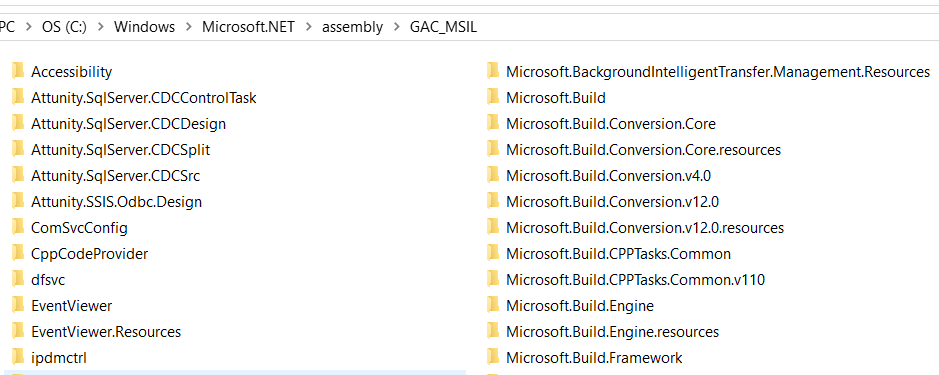 PC > OS (C:) > Windows > Microsoft.NET > assembly > GAC_MSIL
Accessibility
Attunity.SqlServer.CDCControlTask
Attunity.SqlServer.CDCDesign
Attunity.SqlServer.CDCSplit
Attunity.SqlServer.CDCSrc
Attunity.SSIS.Odbc.Design
ComSvcConfig
CppCodeProvider
dfsvc
EventViewer
EventViewer.Resources
ipdmctrl
Microsoft.BackgroundIntelligentTransfer.Management.Resources
Microsoft.Build
Microsoft.Build.Conversion.Core
Microsoft.Build.Conversion.Core.resources
Microsoft.Build.Conversion.v4.0
Microsoft.Build.Conversion.v12.0
Microsoft.Build.Conversion.v12.0.resources
Microsoft.Build.CPPTasks.Common
Microsoft.Build.CPPTasks.Common.v110
Microsoft.Build.Engine
Microsoft.Build.Engine.resources
Microsoft.Build.Framework